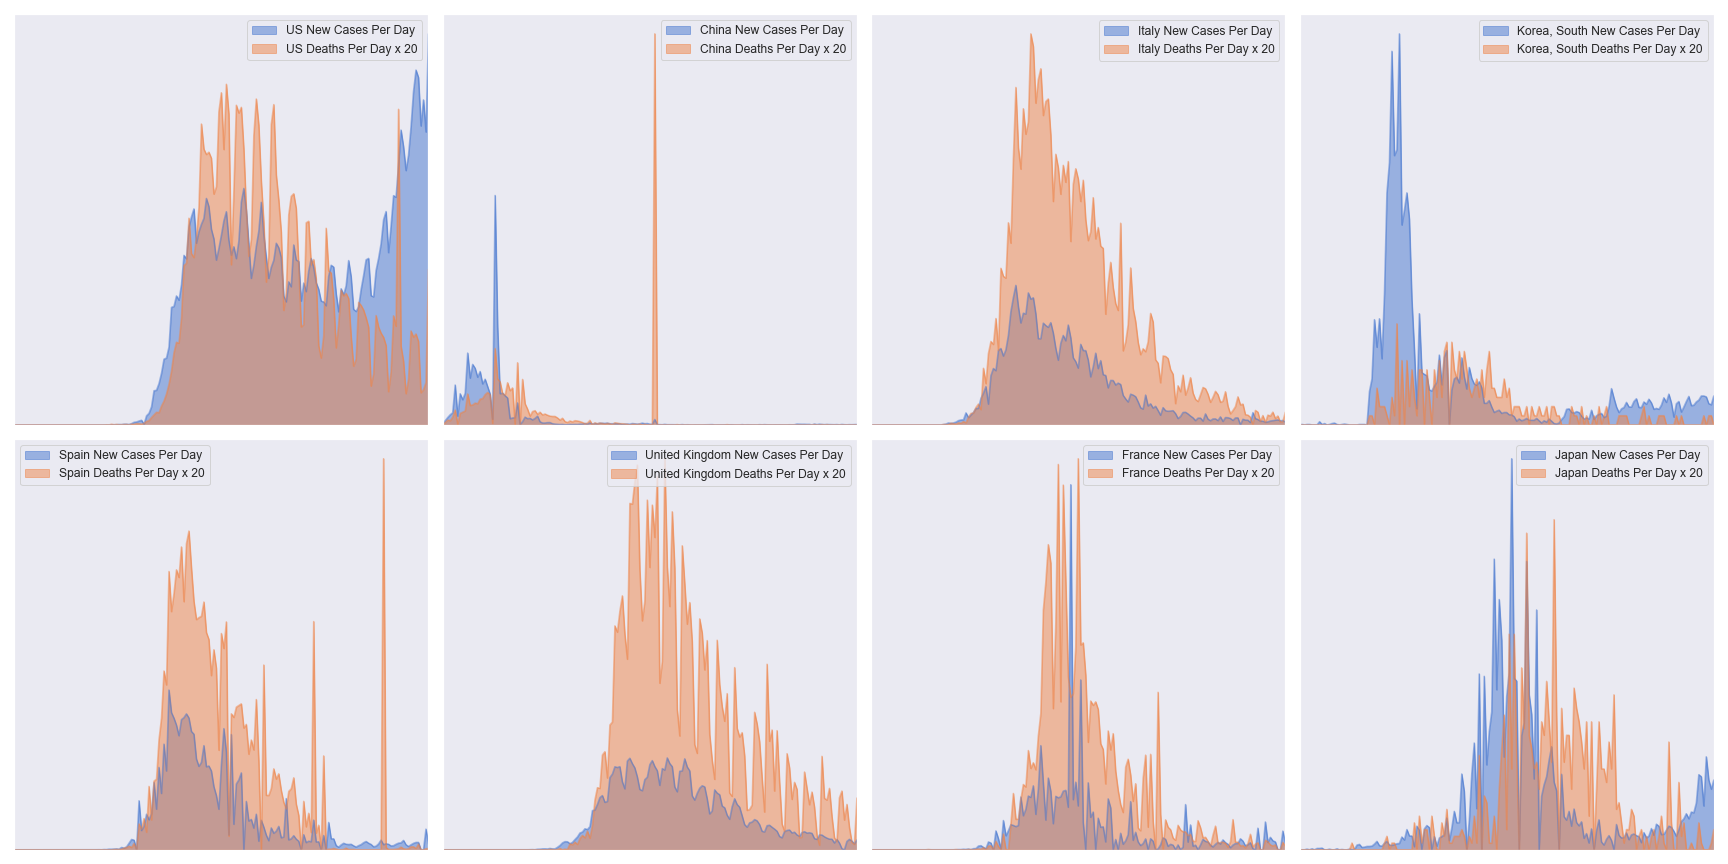 US New Cases Per Day
US Deaths Per Day x 20
China New Cases Per Day
China Deaths Per Day x 20
Italy New Cases Per Day
Italy Deaths Per Day x 20
Korea, South New Cases Per Day
Korea, South Deaths Per Day x 20
Spain New Cases Per Day
Spain Deaths Per Day x 20
United Kingdom New Cases Per Day
United Kingdom Deaths Per Day x 20
France New Cases Per Day
France Deaths Per Day x 20
Japan New Cases Per Day
Japan Deaths Per Day x 20